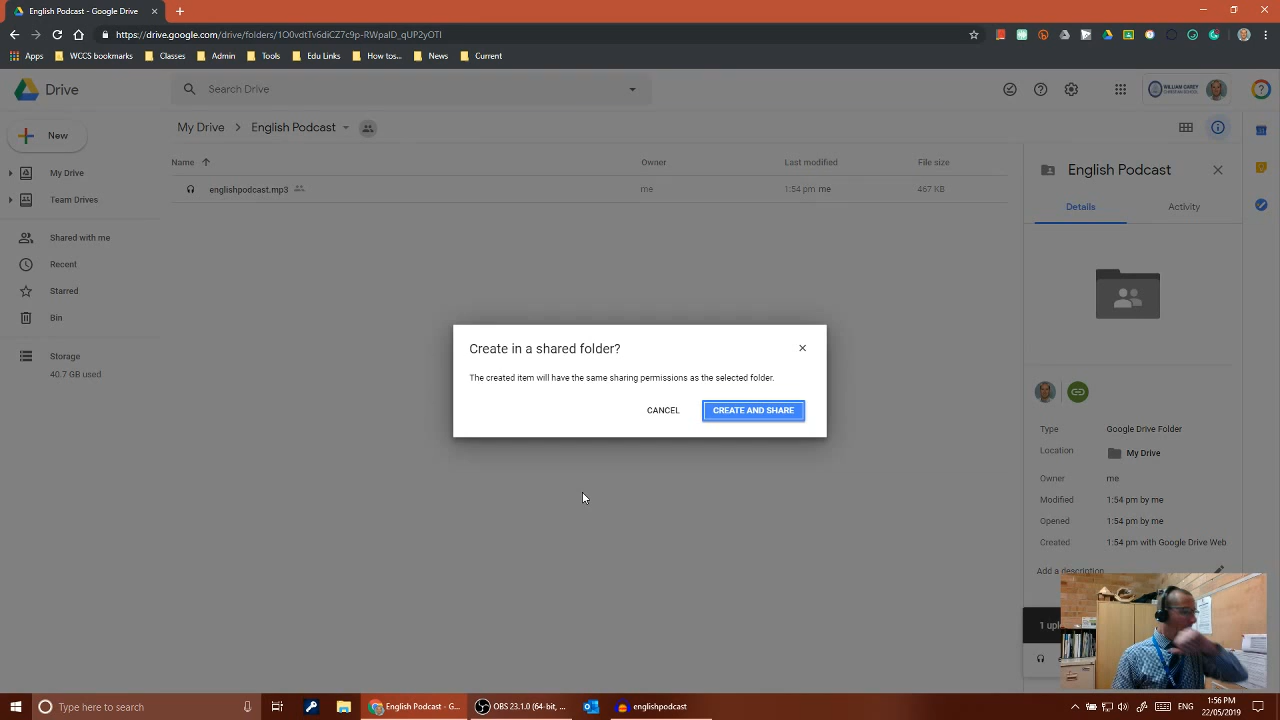 English Podcast - Google Drive
https://drive.google.com/drive/folders/1O0vdtTv6diCZ7c9p-RWpaID_qUP2yOTI
Apps WCCS bookmarks Classes Admin Tools Edu Links How tos... News Current
Drive
Search Drive
WILLIAM CAREY
CHRISTIAN SCHOOL
New
My Drive > English Podcast
Name
Owner
Last modified
File size
englishpodcast.mp3
me
1:54 pm me
467 KB
My Drive
Team Drives
Shared with me
Recent
Starred
Bin
Storage
40.7 GB used
Create in a shared folder?
The created item will have the same sharing permissions as the selected folder.
CANCEL
CREATE AND SHARE
English Podcast
Details
Activity
Type Google Drive Folder
Location My Drive
Owner me
Modified 1:54 pm by me
Opened 1:54 pm by me
Created 1:54 pm with Google Drive Web
Add a description
1 uplo
Type here to search
English Podcast - G...
OBS 23.1.0 (64-bit, ...
englishpodcast
ENG
1:56 PM
22/05/2019